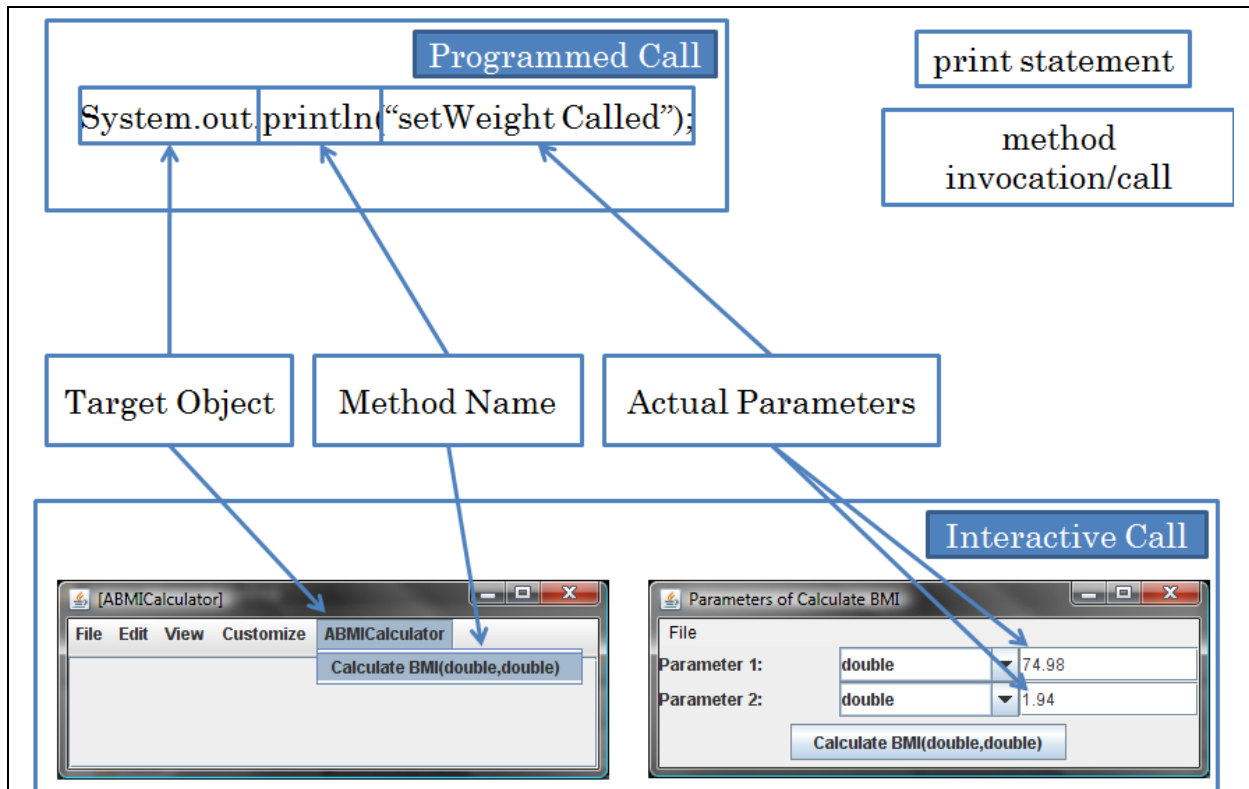 Programmed Call
System.out.println(“setWeight Called”);
print statement
method
invocation/call
Target Object
Method Name
Actual Parameters
Interactive Call
[ABMICalculator]
File Edit View Customize ABMICalculator
Calculate BMI(double,double)
Parameters of Calculate BMI
File
Parameter 1: double 74.98
Parameter 2: double 1.94
Calculate BMI(double,double)